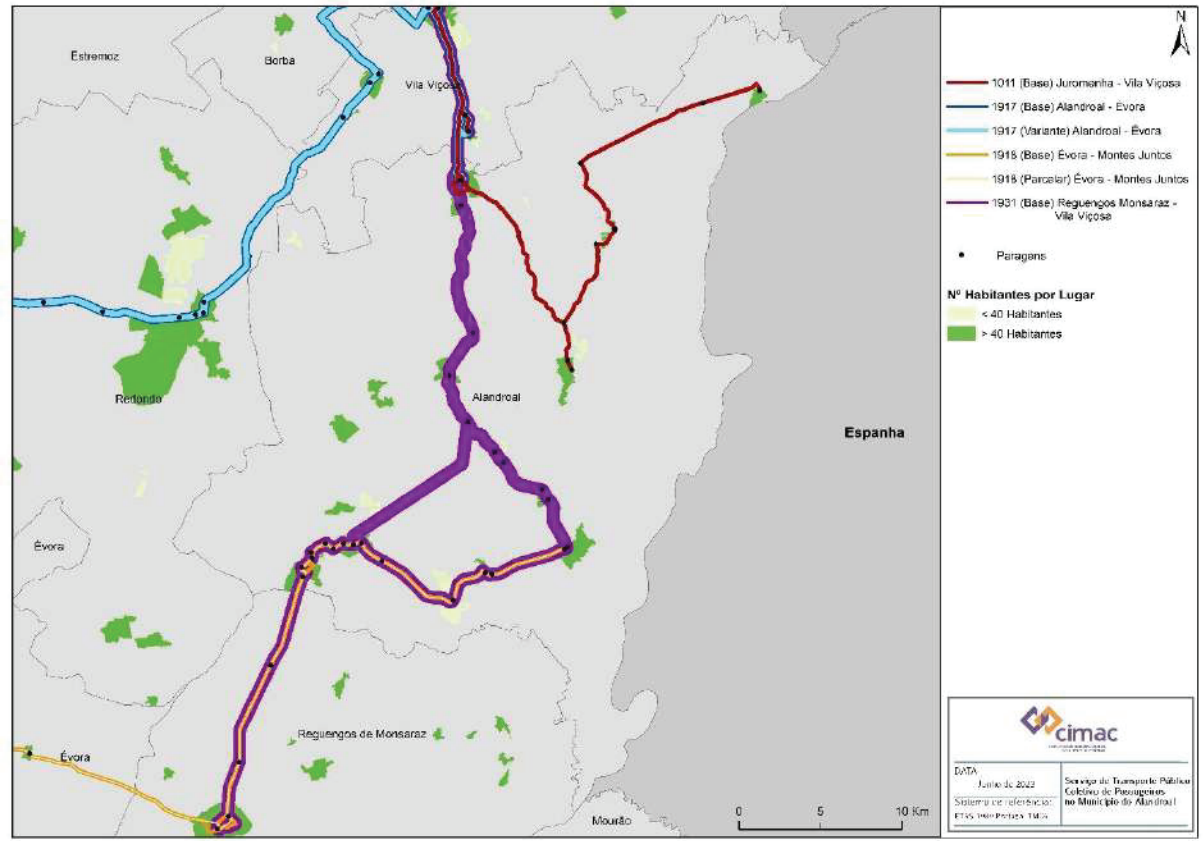 N
Estremoz
Borba
Vila Viçosa
Redondo
Alandroal
Espanha
Évora
Évora
Reguengos de Monsaraz
Mourão
0 5 10 Km
1011 (Base) Juromenha - Vila Viçosa
1917 (Base) Alandroal - Évora
1917 (Variante) Alandroal - Évora
1918 (Base) Évora - Montes Juntos
1918 (Parcelar) Évora - Montes Juntos
1931 (Base) Reguengos Monsaraz -
Vila Viçosa
Paragens
Nº Habitantes por Lugar
< 40 Habitantes
> 40 Habitantes
cimac
DATA
Junho de 2023
Sistema de referência:
Serviço de Transporte Público
Coletivo de Passageiros
no Município do Alandroal